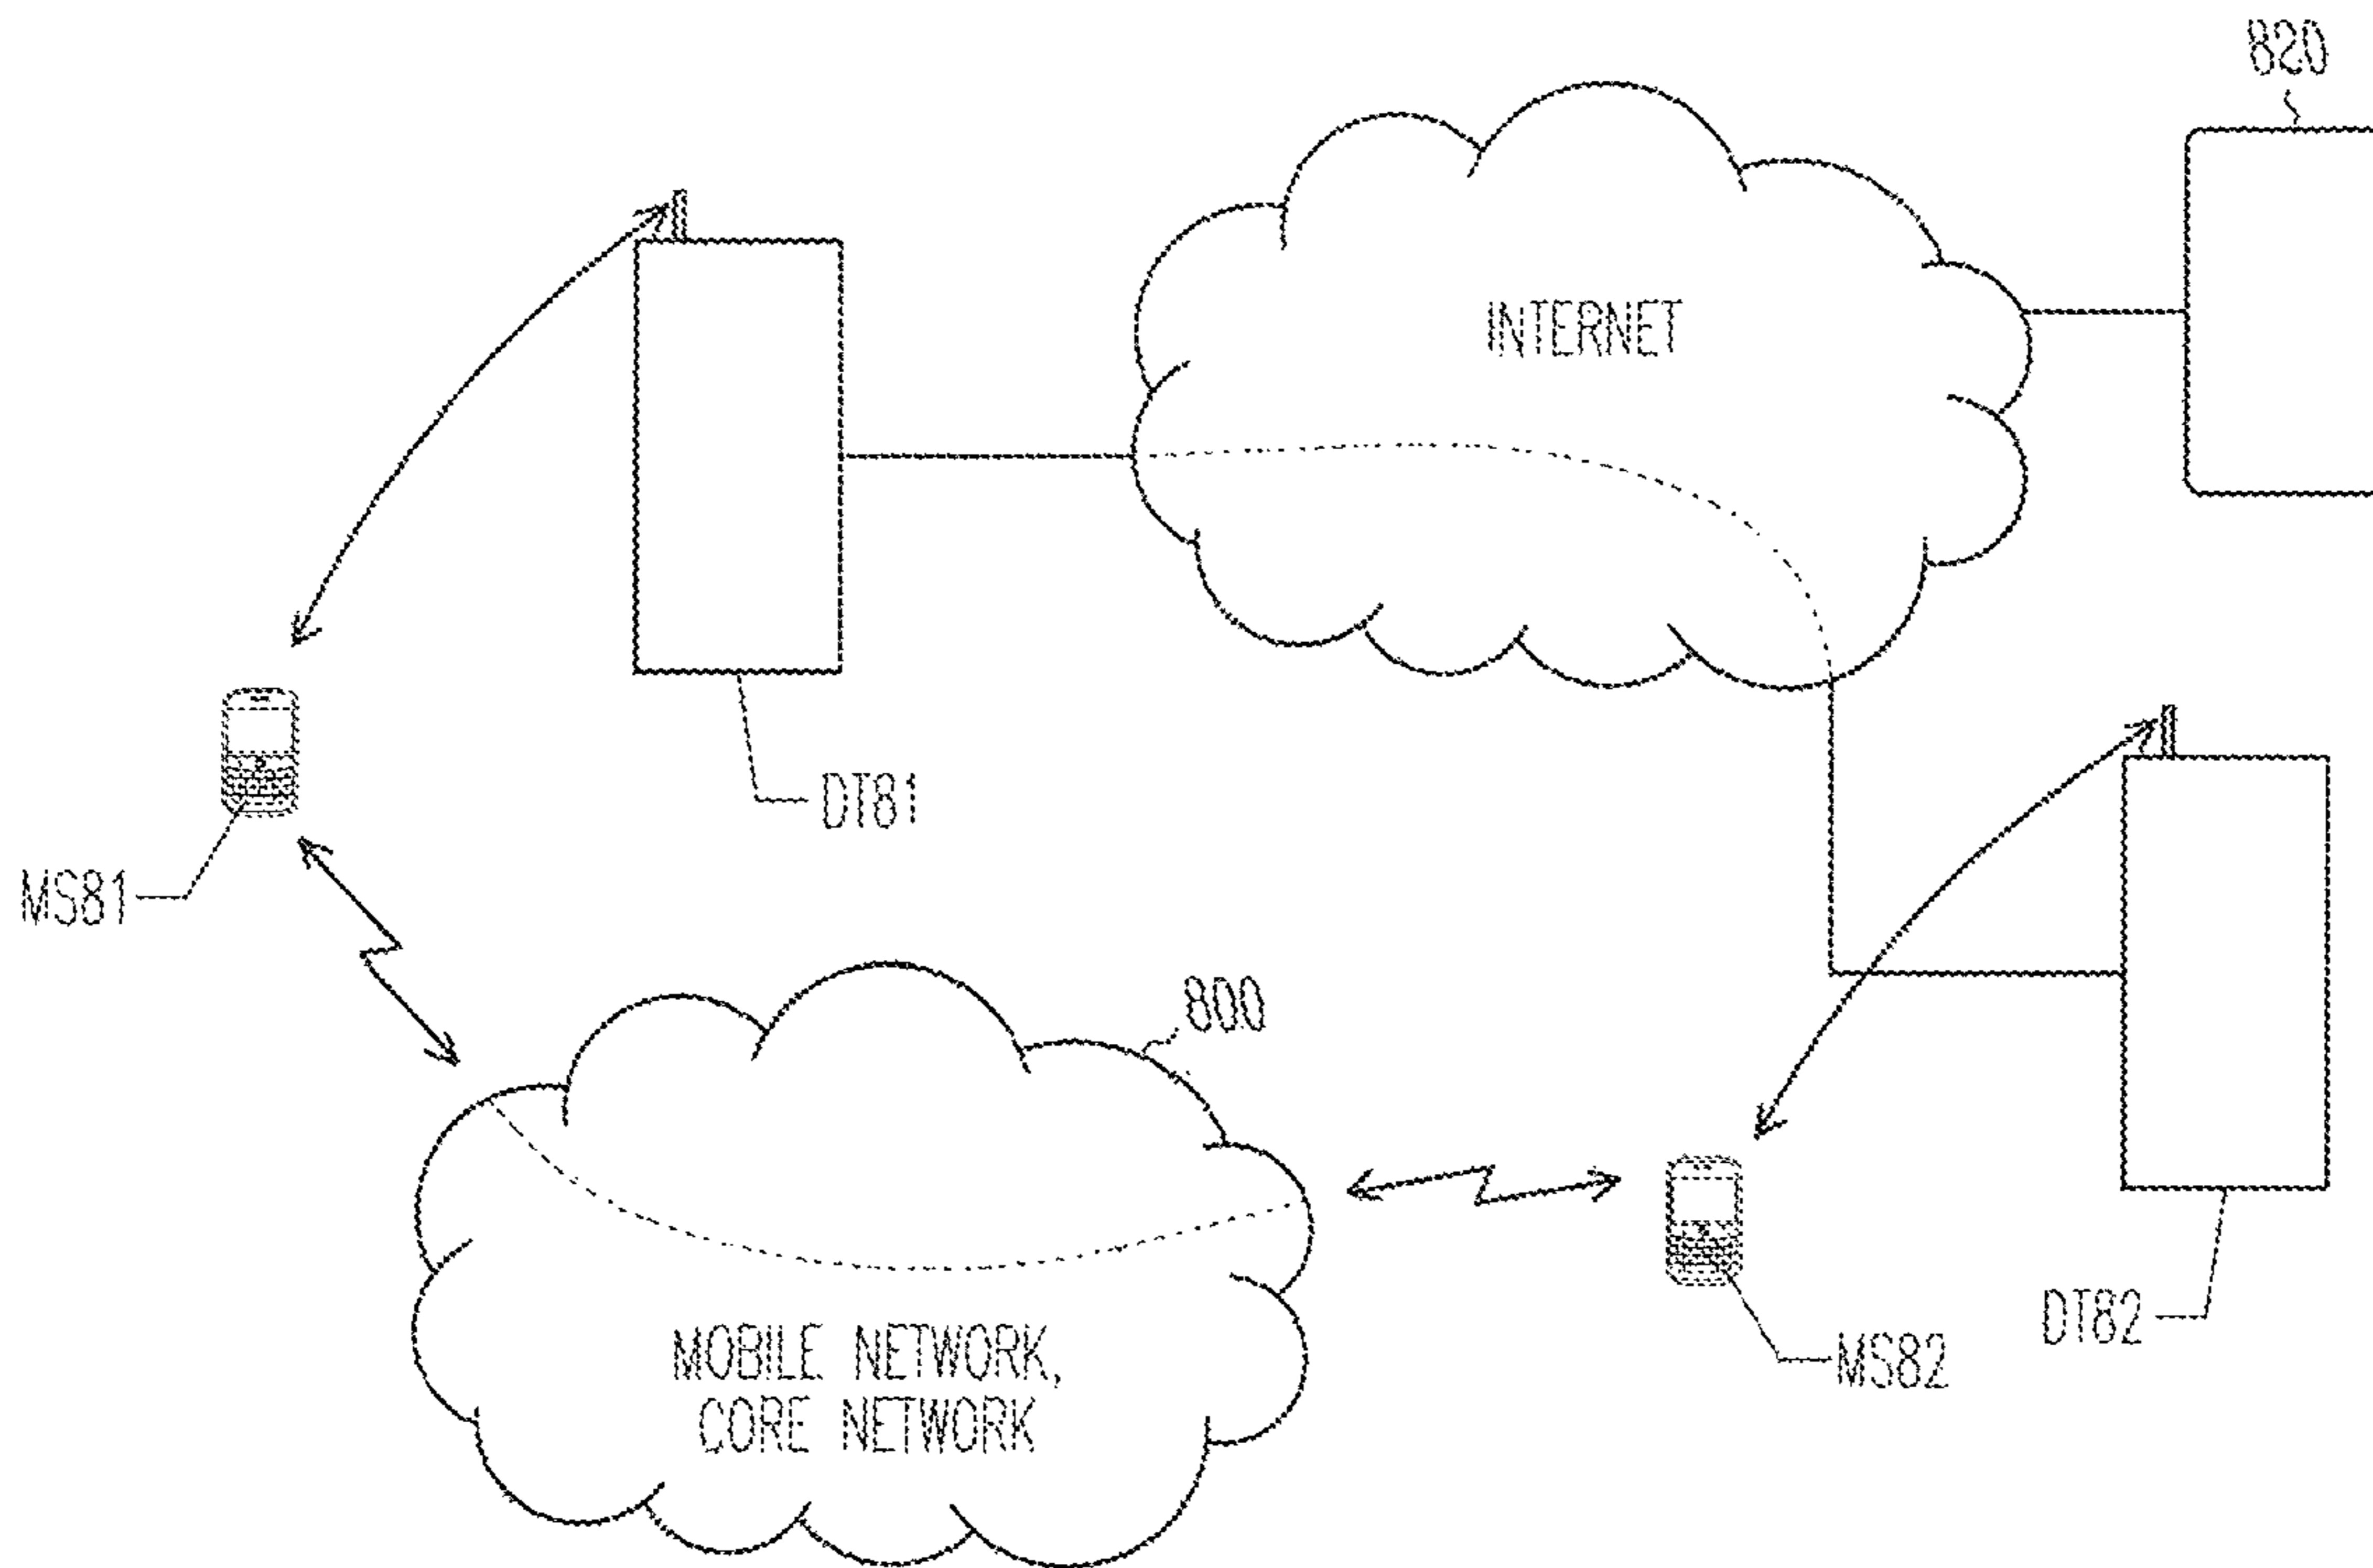 820
INTERNET
DT81
MS81
800
MOBILE NETWORK,
CORE NETWORK
DT82
MS82